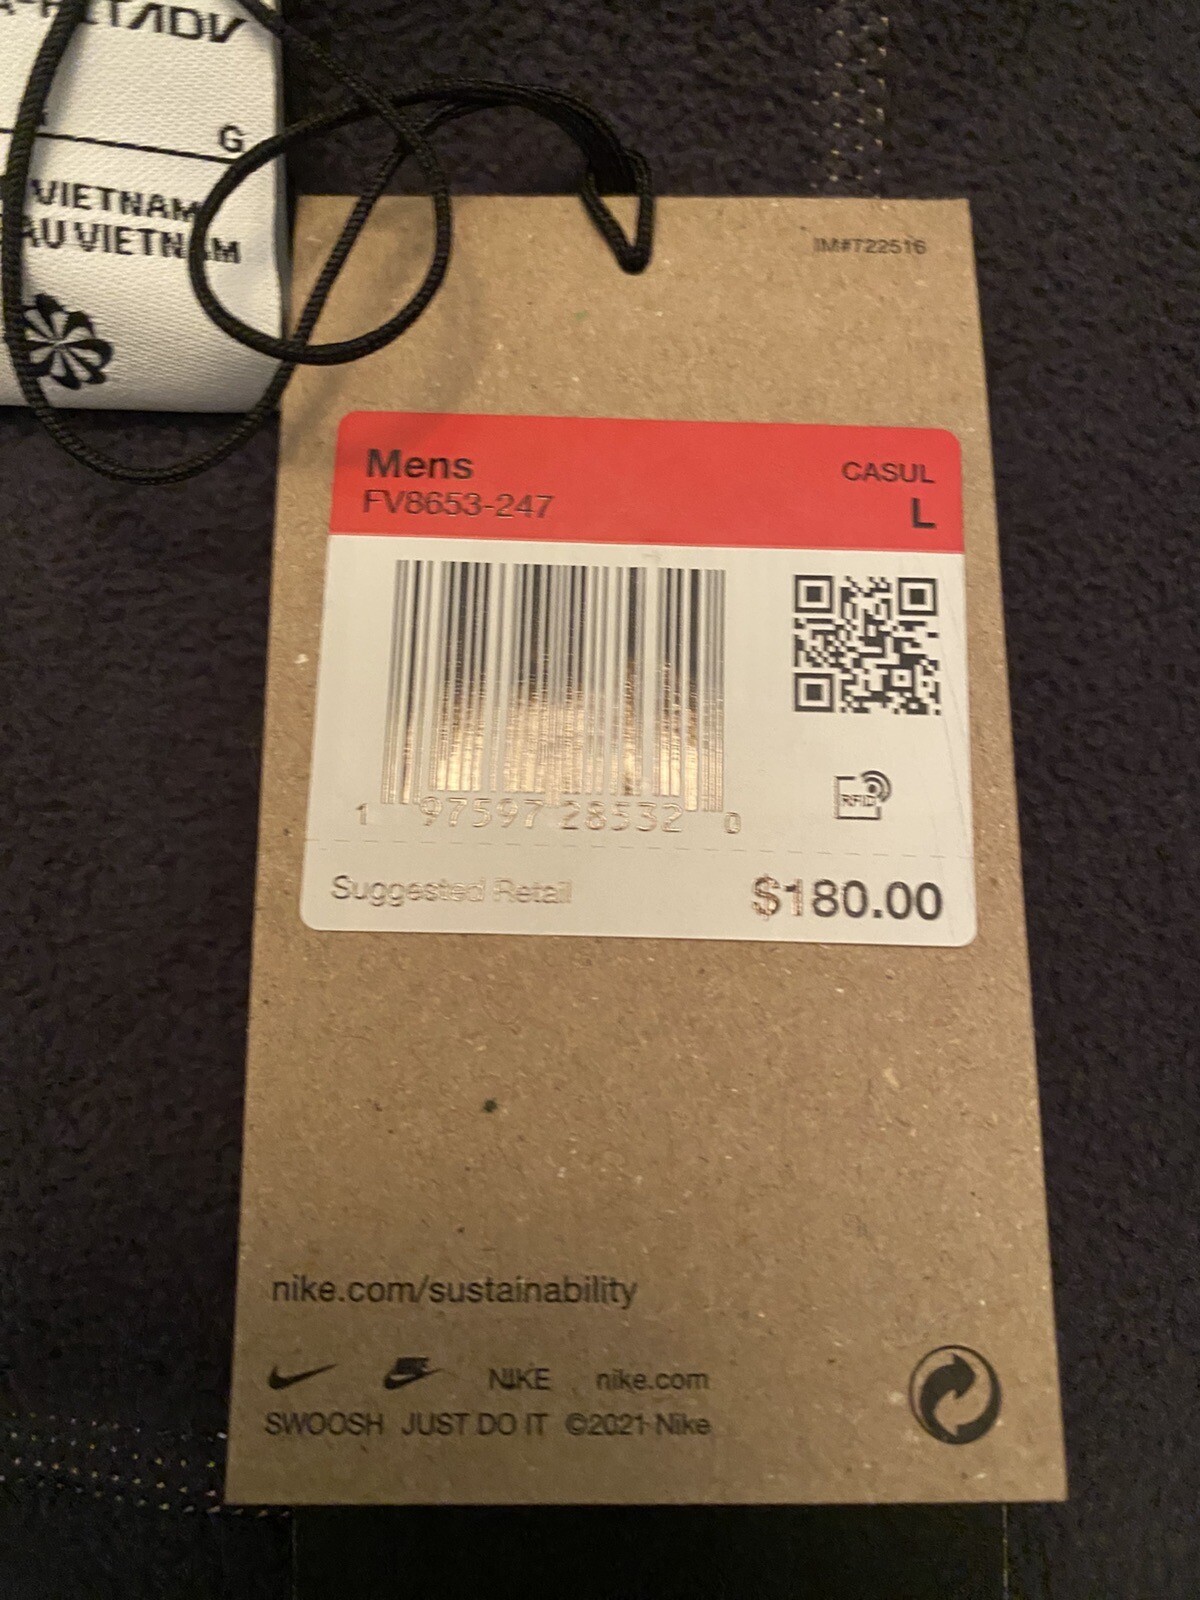 G
VIETNAM
AU VIETNAM
IM#722516
Mens
CASUL
FV8653-247
L
1 97597 28532 0
RFID
Suggested Retail
$180.00
nike.com/sustainability
NIKE nike.com
SWOOSH JUST DO IT ©2021 Nike